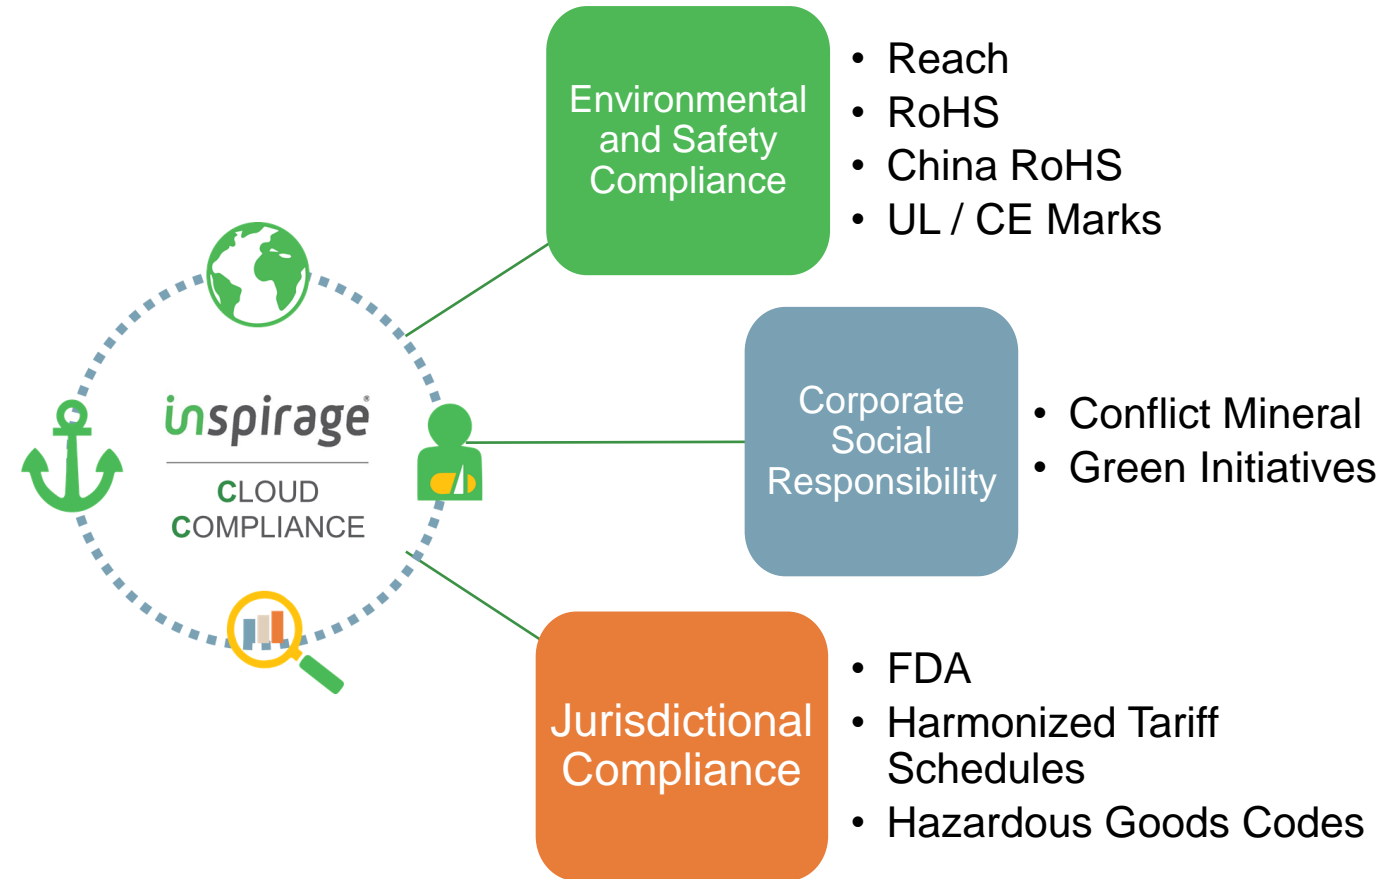 Environmental
and Safety
Compliance
• Reach
• RoHS
• China RoHS
• UL / CE Marks
inspirage®
CLOUD
COMPLIANCE
Corporate
Social
Responsibility
• Conflict Mineral
• Green Initiatives
Jurisdictional
Compliance
• FDA
• Harmonized Tariff
Schedules
• Hazardous Goods Codes